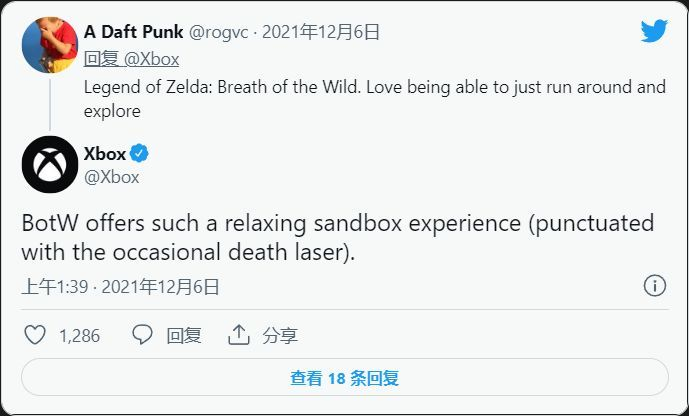 A Daft Punk @rogvc · 2021年12月6日
回复 @Xbox
Legend of Zelda: Breath of the Wild. Love being able to just run around and
explore
Xbox
@Xbox
BotW offers such a relaxing sandbox experience (punctuated
with the occasional death laser).
上午1:39 · 2021年12月6日
1,286 回复 分享
查看 18 条回复